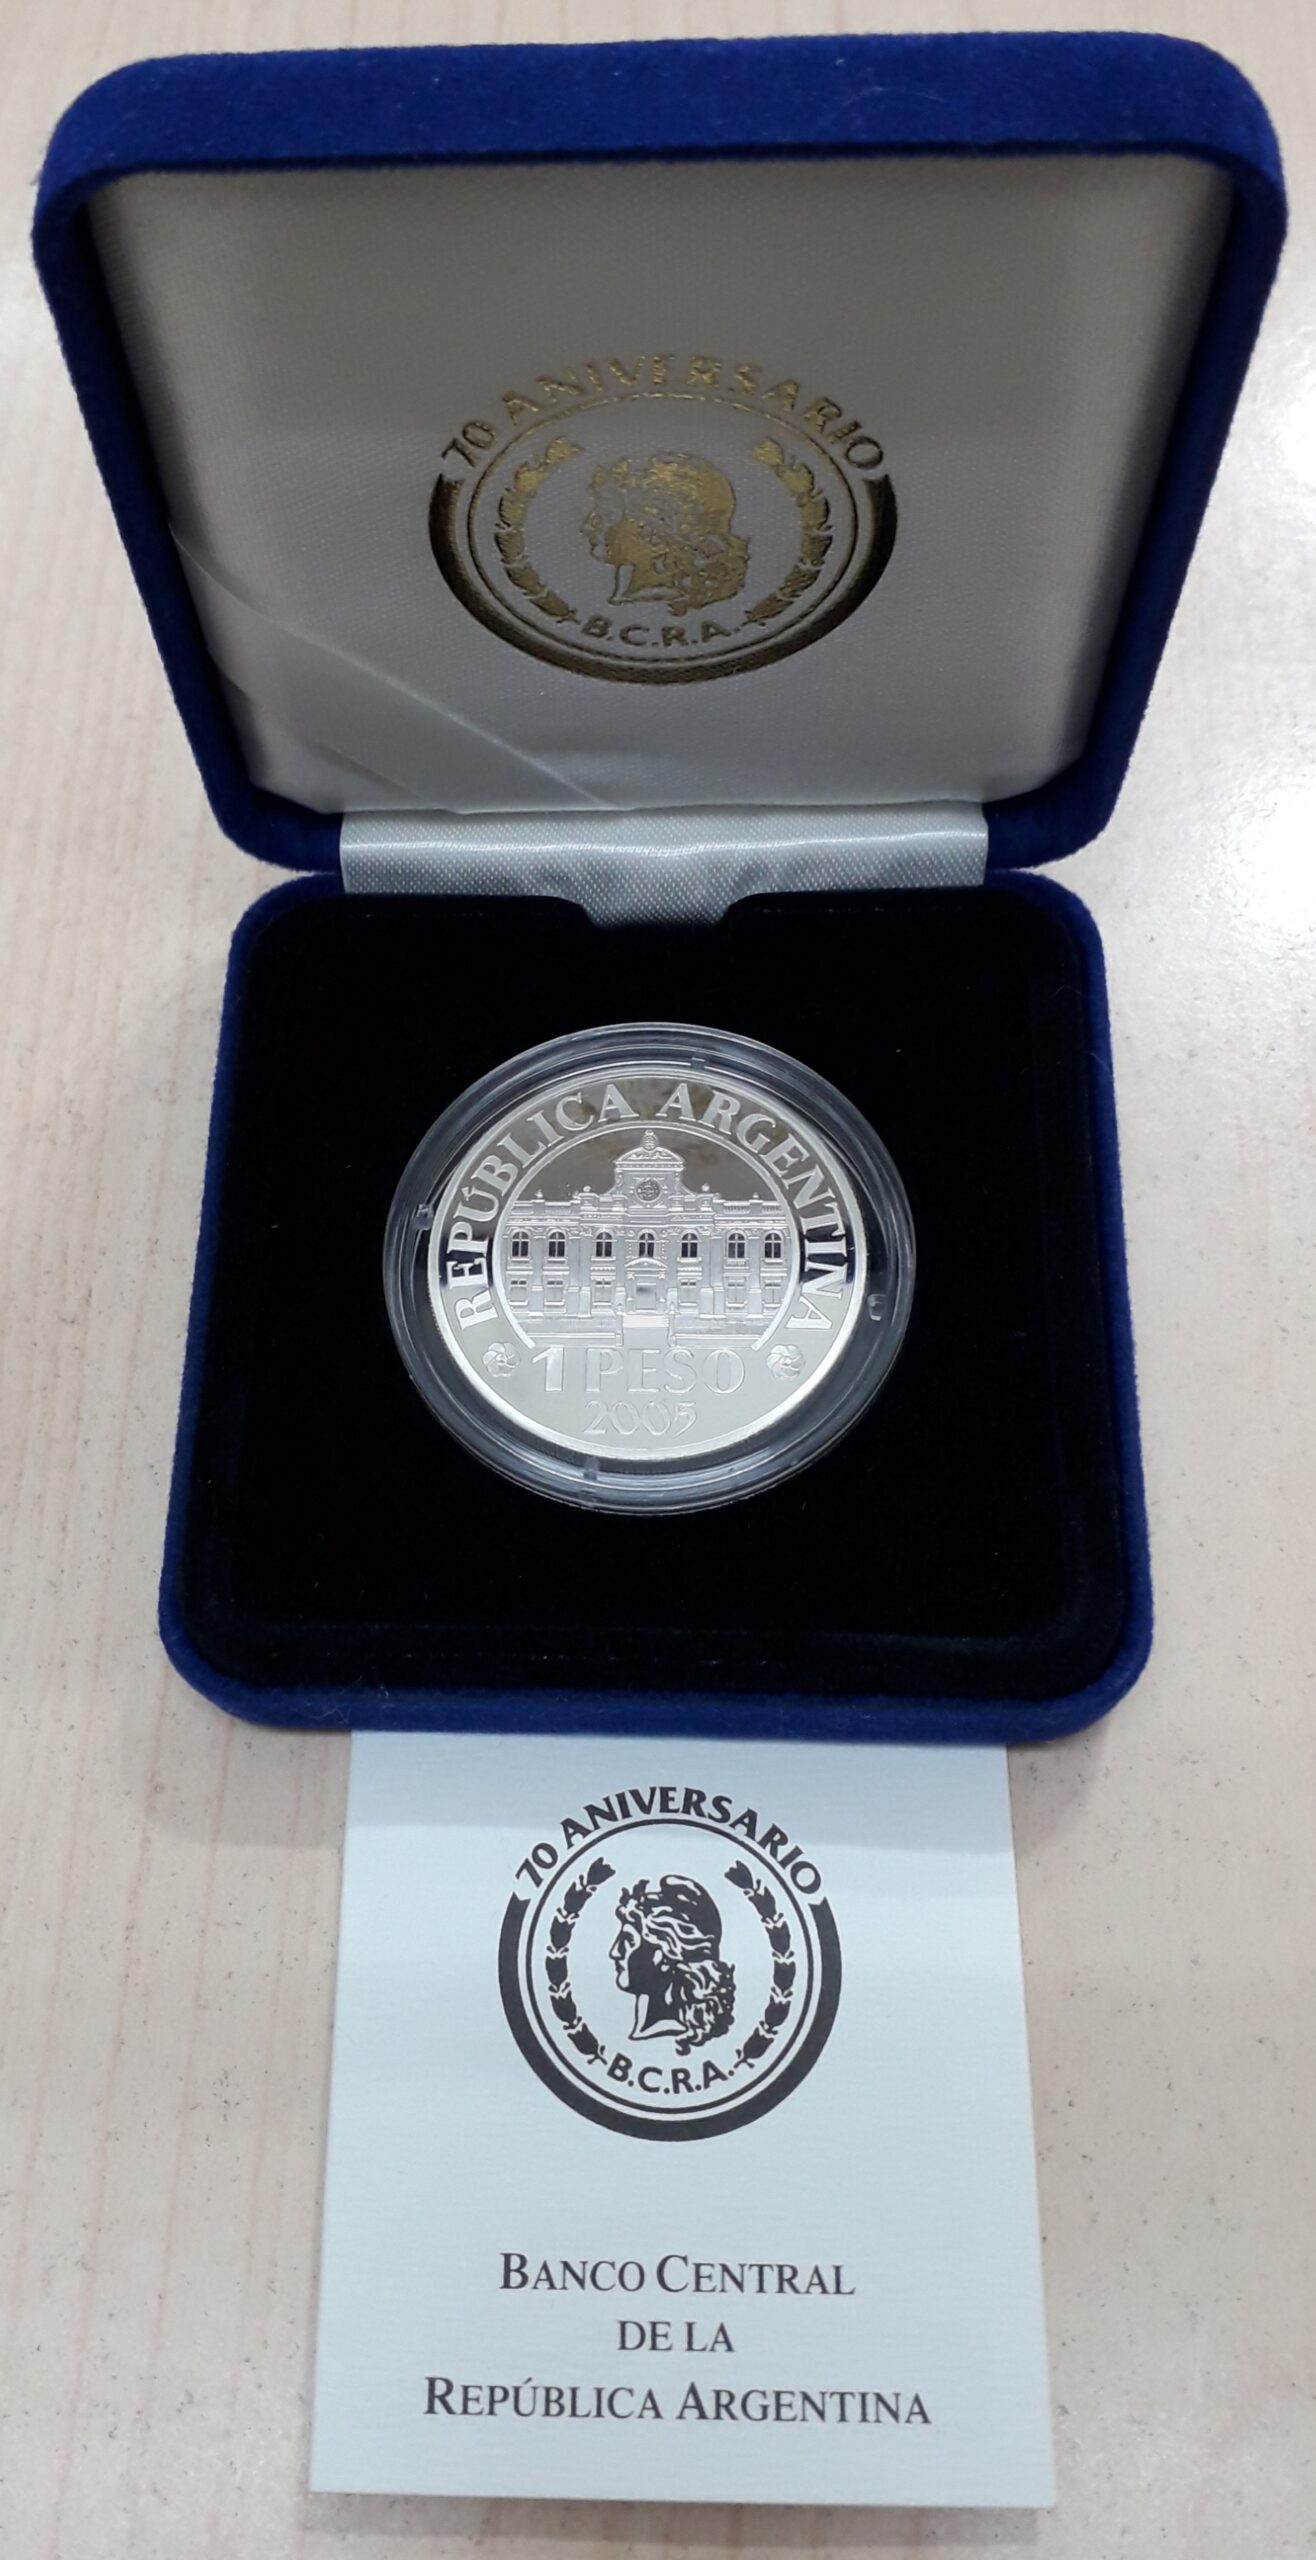 70 ANIVERSARIO
B.C.R.A.
REPÚBLICA ARGENTINA
1 PESO
2005
70 ANIVERSARIO
B.C.R.A.
BANCO CENTRAL
DE LA
REPÚBLICA ARGENTINA